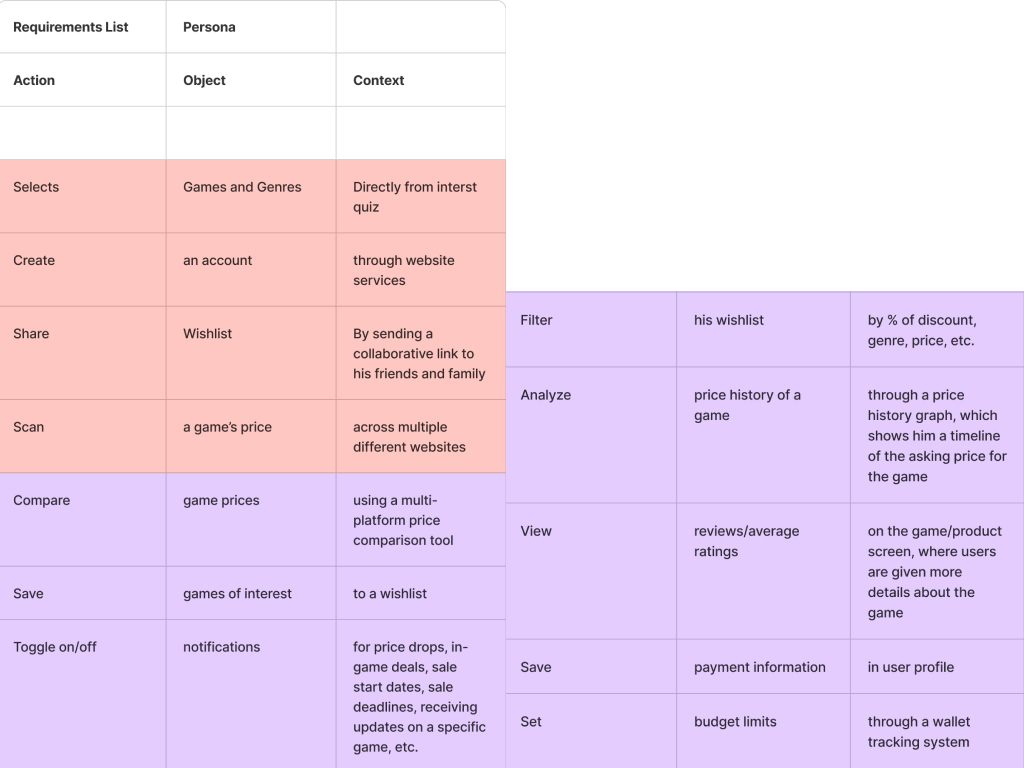 Requirements List
Persona
Action
Object
Context
Selects
Games and Genres
Directly from interst
quiz
Create
an account
through website
services
Share
Wishlist
By sending a
collaborative link to
his friends and family
Scan
a game’s price
across multiple
different websites
Compare
game prices
using a multi-
platform price
comparison tool
Save
games of interest
to a wishlist
Toggle on/off
notifications
for price drops, in-
game deals, sale
start dates, sale
deadlines, receiving
updates on a specific
game, etc.
Filter
his wishlist
by % of discount,
genre, price, etc.
Analyze
price history of a
game
through a price
history graph, which
shows him a timeline
of the asking price for
the game
View
reviews/average
ratings
on the game/product
screen, where users
are given more
details about the
game
Save
payment information
in user profile
Set
budget limits
through a wallet
tracking system